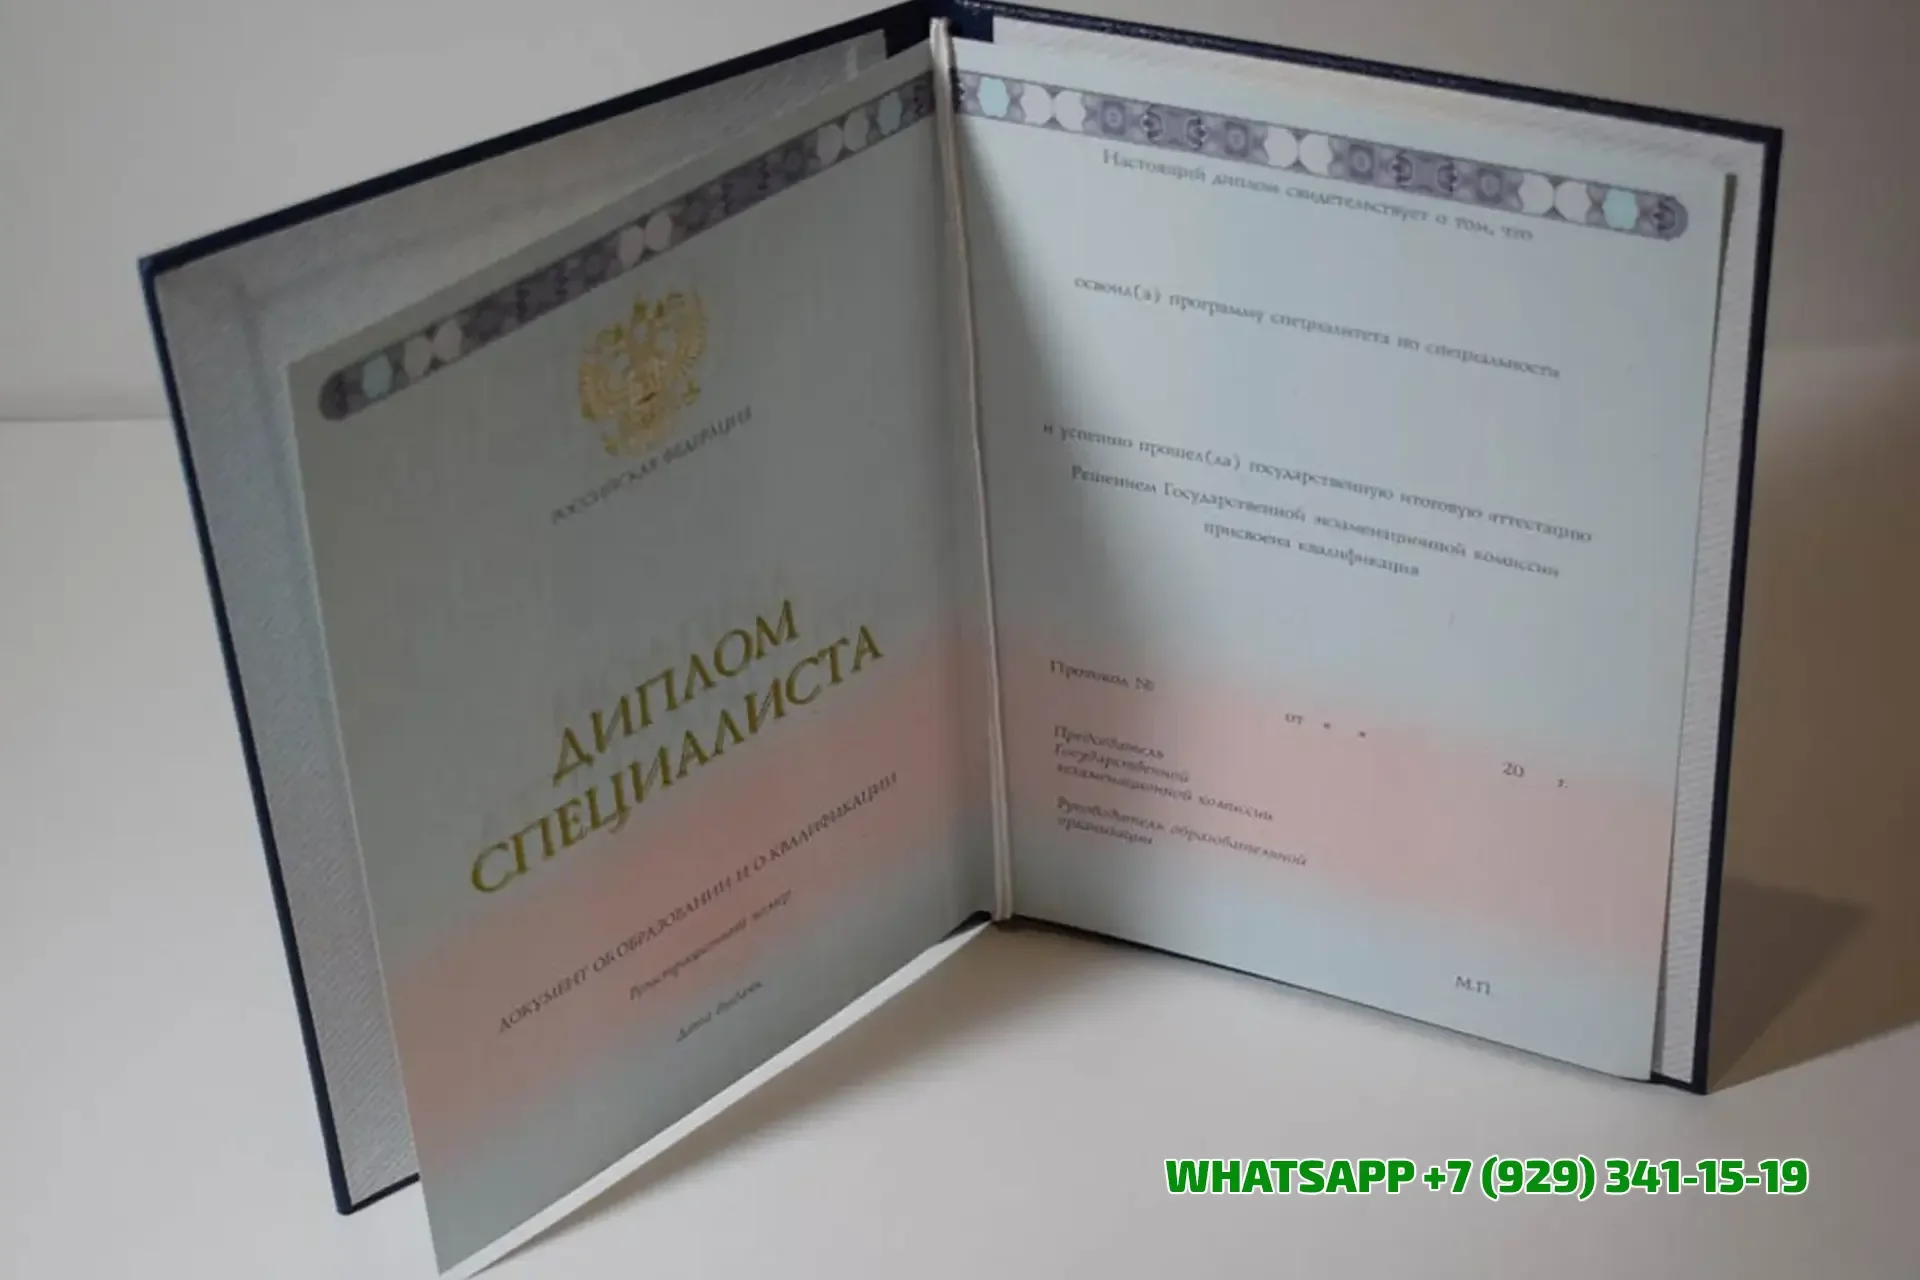 РОССИЙСКАЯ ФЕДЕРАЦИЯ
ДИПЛОМ
СПЕЦИАЛИСТА
ДОКУМЕНТ ОБ ОБРАЗОВАНИИ И О КВАЛИФИКАЦИИ
Регистрационный номер
Дата выдачи
Настоящий диплом свидетельствует о том, что
освоил(а) программу специалитета по специальности
и успешно прошел(ла) государственную итоговую аттестацию
Решением Государственной экзаменационной комиссии
присвоена квалификация
Протокол №
от « » 20 г.
Председатель
Государственной
экзаменационной комиссии
Руководитель образовательной
организации
М.П.
WHATSAPP +7 (929) 341-15-19